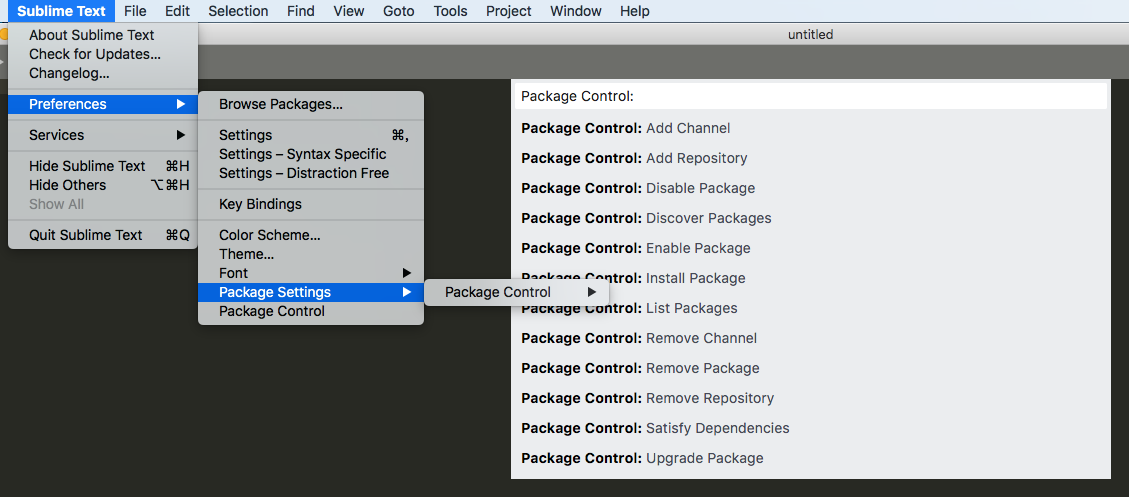 Sublime Text File Edit Selection Find View Goto Tools Project Window Help
untitled
About Sublime Text
Check for Updates...
Changelog...
Preferences
Services
Hide Sublime Text ⌘H
Hide Others ⌥⌘H
Show All
Quit Sublime Text ⌘Q
Browse Packages...
Settings ⌘,
Settings – Syntax Specific
Settings – Distraction Free
Key Bindings
Color Scheme...
Theme...
Font
Package Settings
Package Control
Package Control
Package Control:
Package Control: Add Channel
Package Control: Add Repository
Package Control: Disable Package
Package Control: Discover Packages
Package Control: Enable Package
Package Control: Install Package
Package Control: List Packages
Package Control: Remove Channel
Package Control: Remove Package
Package Control: Remove Repository
Package Control: Satisfy Dependencies
Package Control: Upgrade Package